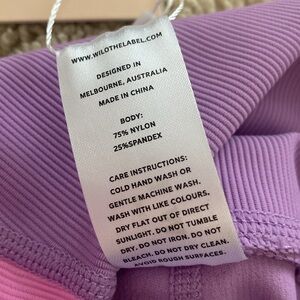 WWW.WILOTHELABEL.COM
DESIGNED IN
MELBOURNE, AUSTRALIA
MADE IN CHINA
BODY:
75% NYLON
25%SPANDEX
CARE INSTRUCTIONS:
COLD HAND WASH OR
GENTLE MACHINE WASH.
WASH WITH LIKE COLOURS.
DRY FLAT OUT OF DIRECT
SUNLIGHT. DO NOT TUMBLE
DRY. DO NOT IRON. DO NOT
BLEACH. DO NOT DRY CLEAN.
AVOID ROUGH SURFACES.